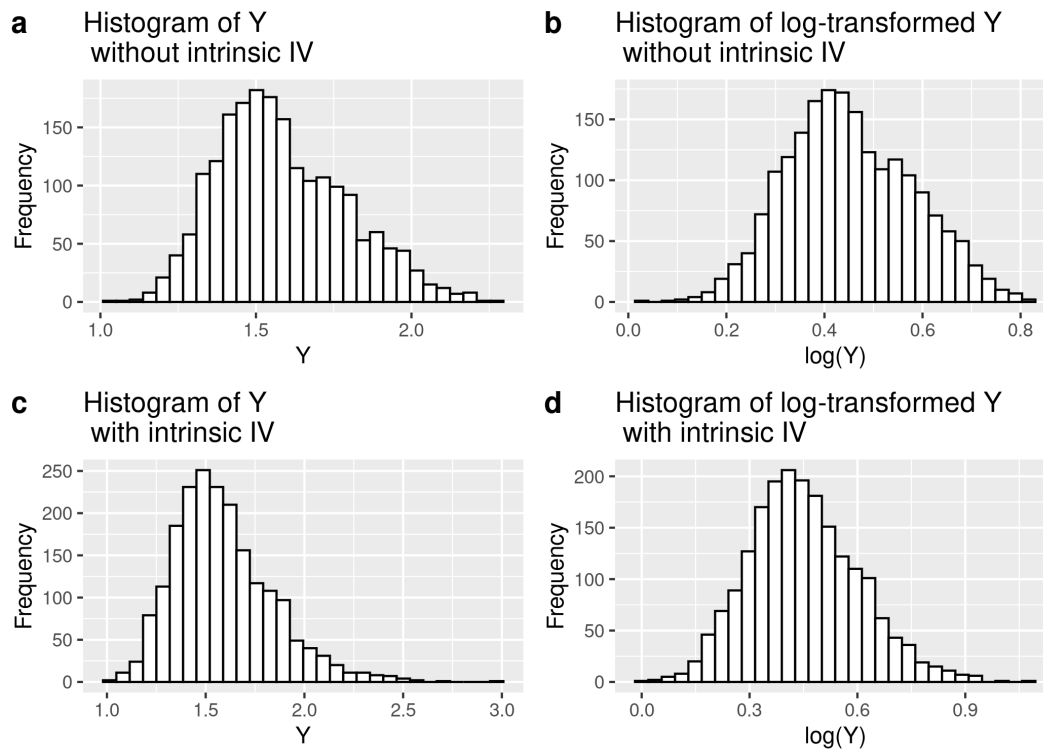 a
Histogram of Y
without intrinsic IV
150
100
50
0
Frequency
1.0 1.5 2.0
Y
b
Histogram of log-transformed Y
without intrinsic IV
150
100
50
0
Frequency
0.0 0.2 0.4 0.6 0.8
log(Y)
c
Histogram of Y
with intrinsic IV
250
200
150
100
50
0
Frequency
1.0 1.5 2.0 2.5 3.0
Y
d
Histogram of log-transformed Y
with intrinsic IV
200
150
100
50
0
Frequency
0.0 0.3 0.6 0.9
log(Y)